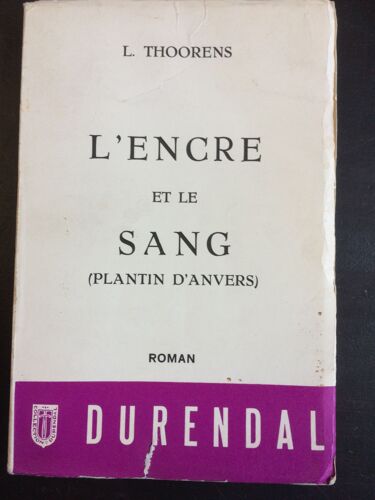 L. THOORENS
L'ENCRE
ET LE
SANG
(PLANTIN D'ANVERS)
ROMAN
DURENDAL